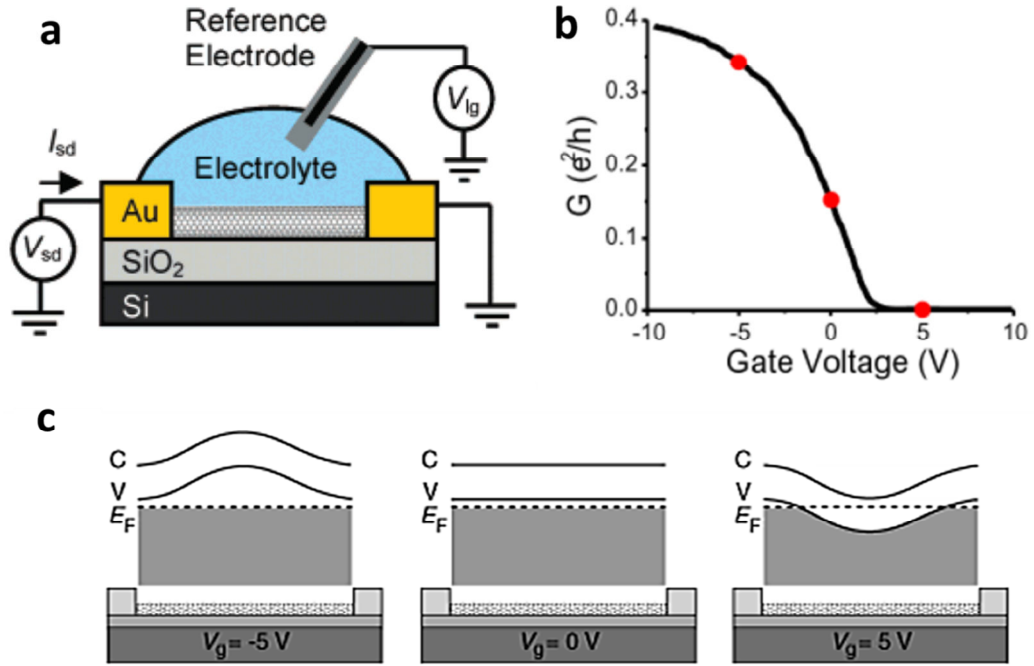 a
Reference
Electrode
V_lg
I_sd
Electrolyte
Au
V_sd
SiO₂
Si
b
G (e²/h)
0.4
0.3
0.2
0.1
0.0
-10
-5
0
5
10
Gate Voltage (V)
c
C
V
E_F
V_g = -5 V
C
V
E_F
V_g = 0 V
C
V
E_F
V_g = 5 V